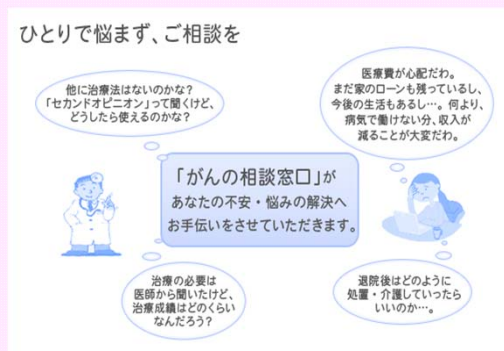 ひとりで悩まず、ご相談を
他に治療法はないのかな？
「セカンドオピニオン」って聞くけど、
どうしたら使えるのかな？
医療費が心配だわ。
まだ家のローンも残っているし、
今後の生活もあるし…。何より、
病気で働けない分、収入が
減ることが大変だわ。
「がんの相談窓口」が
あなたの不安・悩みの解決へ
お手伝いをさせていただきます。
治療の必要は
医師から聞いたけど、
治療成績はどのくらい
なんだろう？
退院後はどのように
処置・介護していったら
いいのか…。